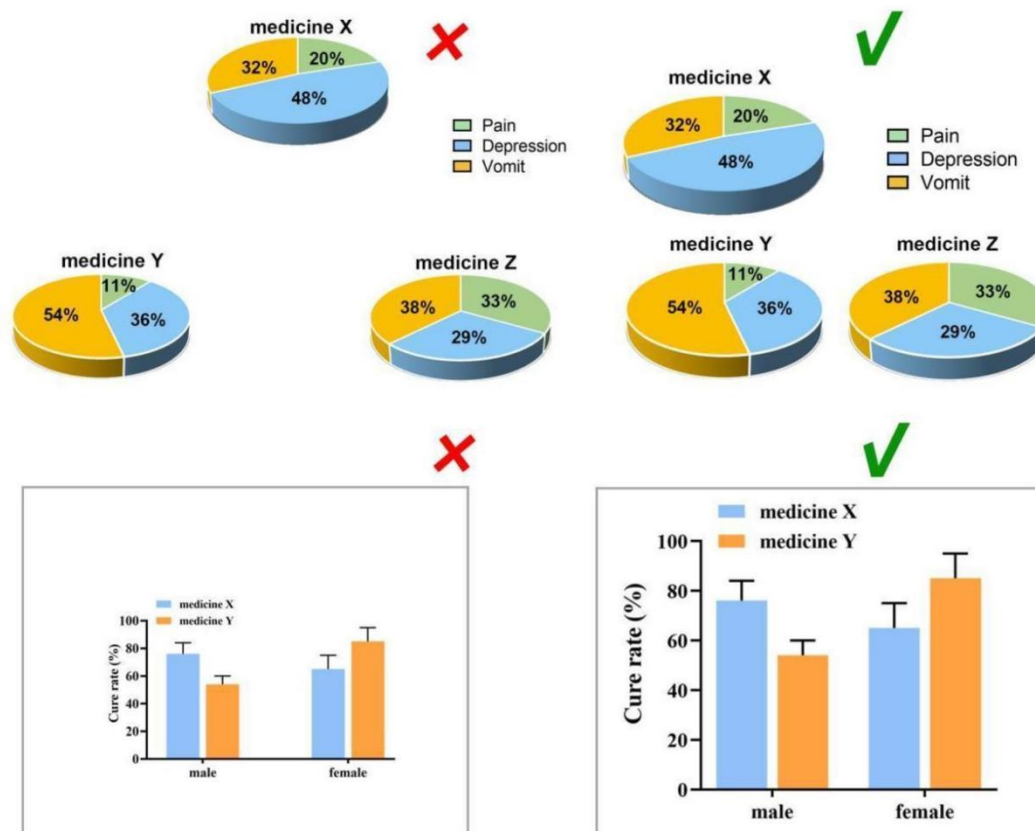 medicine X
32%
20%
48%
Pain
Depression
Vomit
medicine Y
11%
54%
36%
medicine Z
38%
33%
29%
medicine X
32%
20%
48%
Pain
Depression
Vomit
medicine Y
11%
54%
36%
medicine Z
38%
33%
29%
medicine X
medicine Y
Cure rate (%)
100
80
60
40
20
0
male female
medicine X
medicine Y
Cure rate (%)
100
80
60
40
20
0
male female